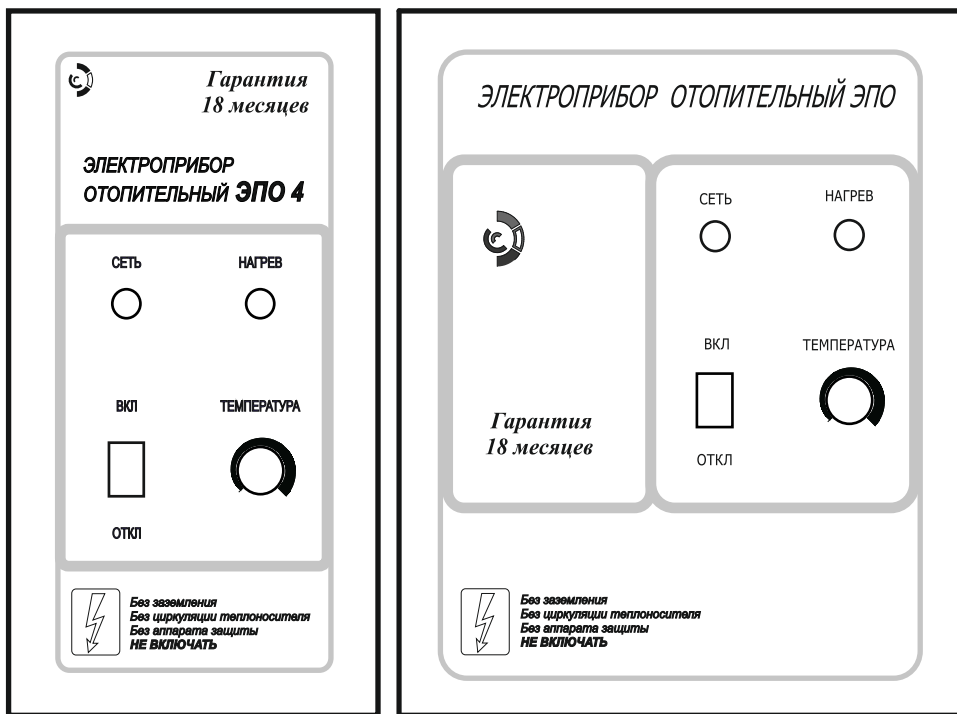 Гарантия
18 месяцев
ЭЛЕКТРОПРИБОР
ОТОПИТЕЛЬНЫЙ ЭПО 4
СЕТЬ НАГРЕВ
ВКЛ ТЕМПЕРАТУРА
ОТКЛ
Без заземления
Без циркуляции теплоносителя
Без аппарата защиты
НЕ ВКЛЮЧАТЬ
ЭЛЕКТРОПРИБОР ОТОПИТЕЛЬНЫЙ ЭПО
СЕТЬ НАГРЕВ
ВКЛ ТЕМПЕРАТУРА
Гарантия
18 месяцев
ОТКЛ
Без заземления
Без циркуляции теплоносителя
Без аппарата защиты
НЕ ВКЛЮЧАТЬ